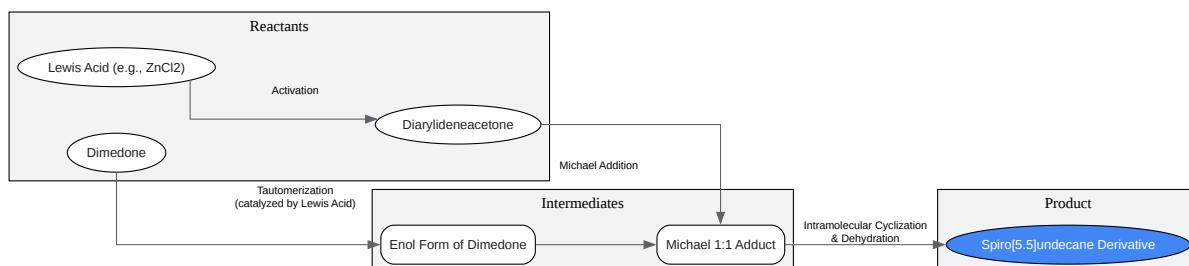 Reactants
Lewis Acid (e.g., ZnCl2)
Activation
Diarylideneacetone
Dimedone
Michael Addition
Tautomerization
(catalyzed by Lewis Acid)
Intermediates
Enol Form of Dimedone
Michael 1:1 Adduct
Intramolecular Cyclization
& Dehydration
Product
Spiro[5.5]undecane Derivative